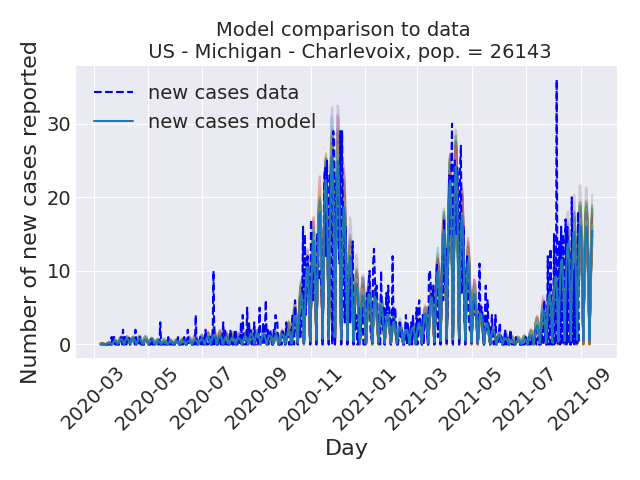 Model comparison to data
US - Michigan - Charlevoix, pop. = 26143
Number of new cases reported
new cases data
new cases model
30
20
10
0
2020-03
2020-05
2020-07
2020-09
2020-11
2021-01
2021-03
2021-05
2021-07
2021-09
Day